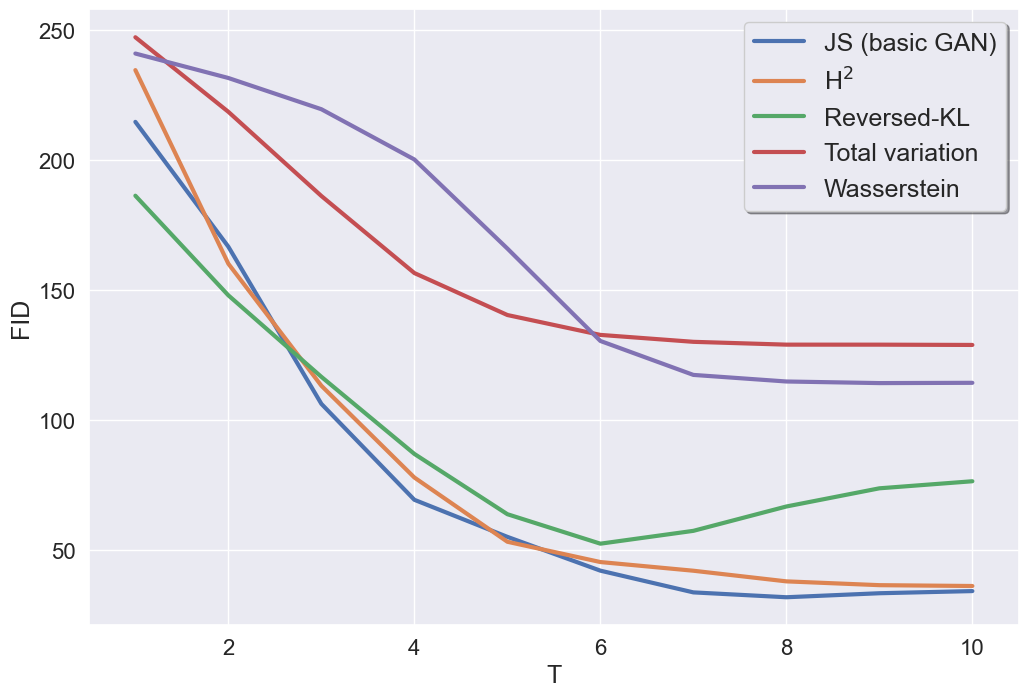 250
200
150
100
50
FID
2
4
6
8
10
T
JS (basic GAN)
H²
Reversed-KL
Total variation
Wasserstein